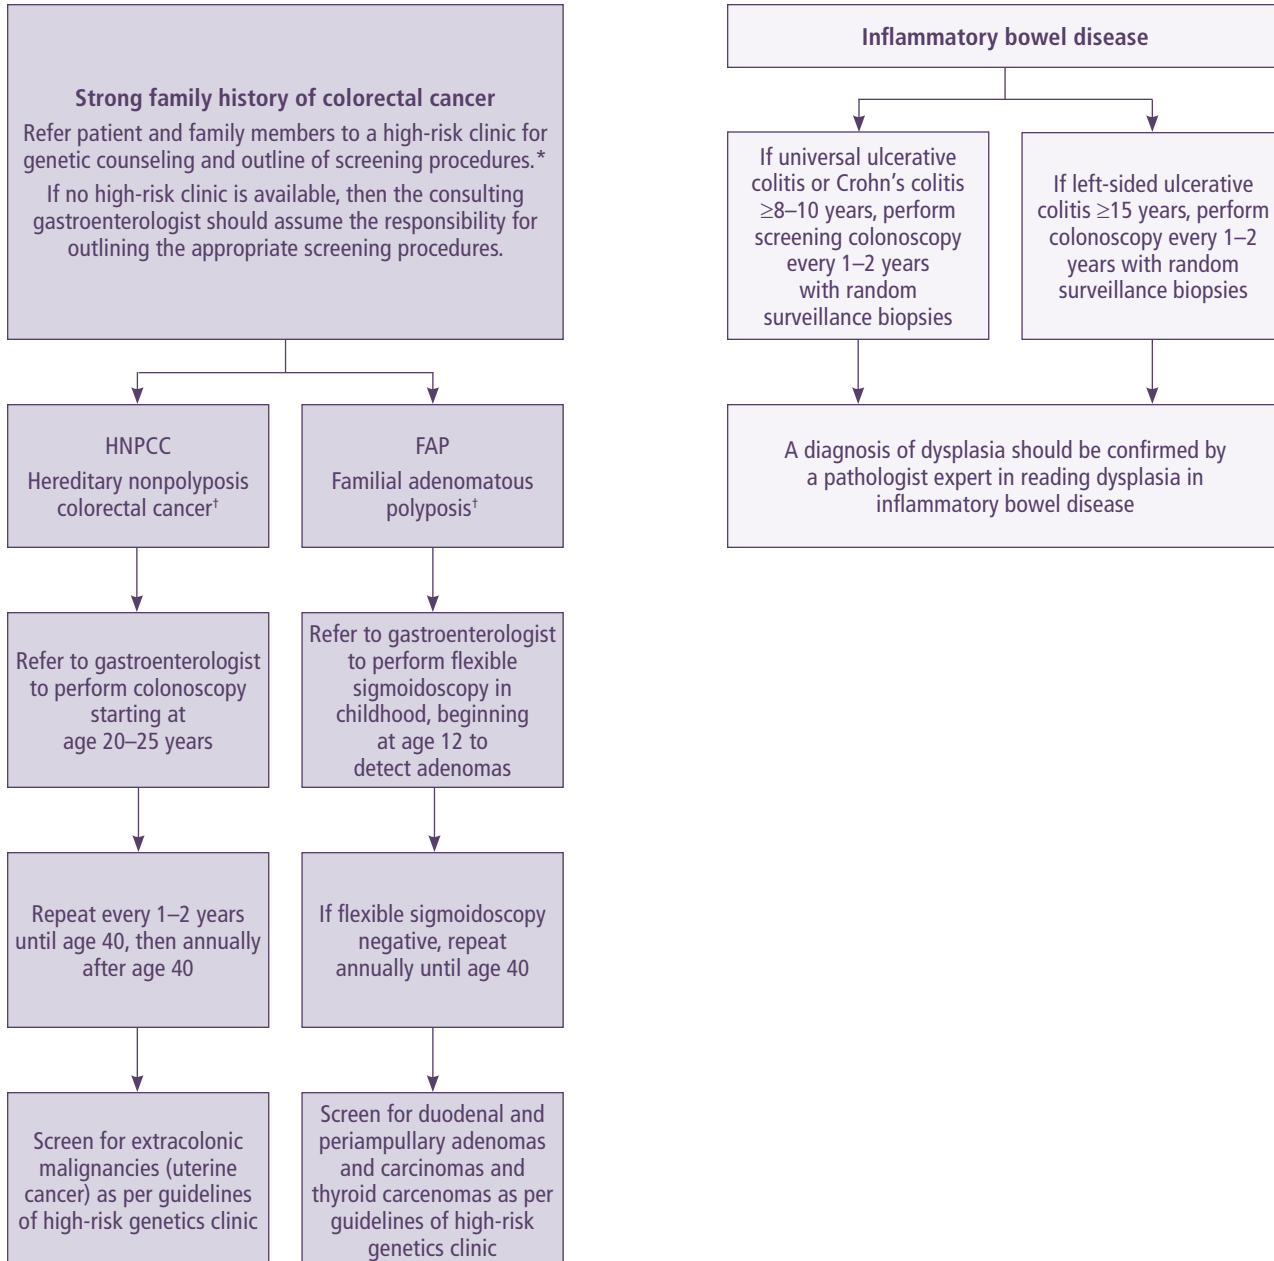 Strong family history of colorectal cancer
Refer patient and family members to a high-risk clinic for
genetic counseling and outline of screening procedures.*
If no high-risk clinic is available, then the consulting
gastroenterologist should assume the responsibility for
outlining the appropriate screening procedures.
HNPCC
Hereditary nonpolyposis
colorectal cancer†
Refer to gastroenterologist
to perform colonoscopy
starting at
age 20–25 years
Repeat every 1–2 years
until age 40, then annually
after age 40
Screen for extracolonic
malignancies (uterine
cancer) as per guidelines
of high-risk genetics clinic
FAP
Familial adenomatous
polyposis†
Refer to gastroenterologist
to perform flexible
sigmoidoscopy in
childhood, beginning
at age 12 to
detect adenomas
If flexible sigmoidoscopy
negative, repeat
annually until age 40
Screen for duodenal and
periampullary adenomas
and carcinomas and
thyroid carcenomas as per
guidelines of high-risk
genetics clinic
Inflammatory bowel disease
If universal ulcerative
colitis or Crohn’s colitis
≥8–10 years, perform
screening colonoscopy
every 1–2 years
with random
surveillance biopsies
If left-sided ulcerative
colitis ≥15 years, perform
colonoscopy every 1–2
years with random
surveillance biopsies
A diagnosis of dysplasia should be confirmed by
a pathologist expert in reading dysplasia in
inflammatory bowel disease